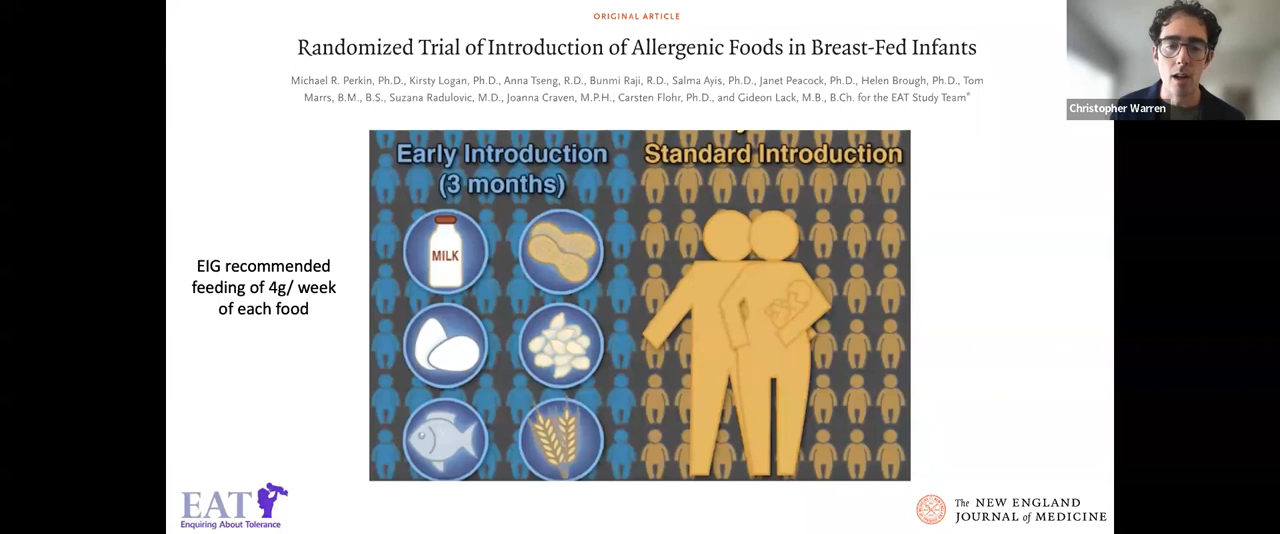 ORIGINAL ARTICLE
Randomized Trial of Introduction of Allergenic Foods in Breast-Fed Infants
Michael R. Perkin, Ph.D., Kirsty Logan, Ph.D., Anna Tseng, R.D., Bunmi Raji, R.D., Salma Ayis, Ph.D., Janet Peacock, Ph.D., Helen Brough, Ph.D., Tom
Marrs, B.M., B.S., Suzana Radulovic, M.D., Joanna Craven, M.P.H., Carsten Flohr, Ph.D., and Gideon Lack, M.B., B.Ch. for the EAT Study Team*
Christopher Warren
Early Introduction
(3 months)
Standard Introduction
MILK
EIG recommended
feeding of 4g/ week
of each food
EAT
Enquiring About Tolerance
The NEW ENGLAND
JOURNAL of MEDICINE